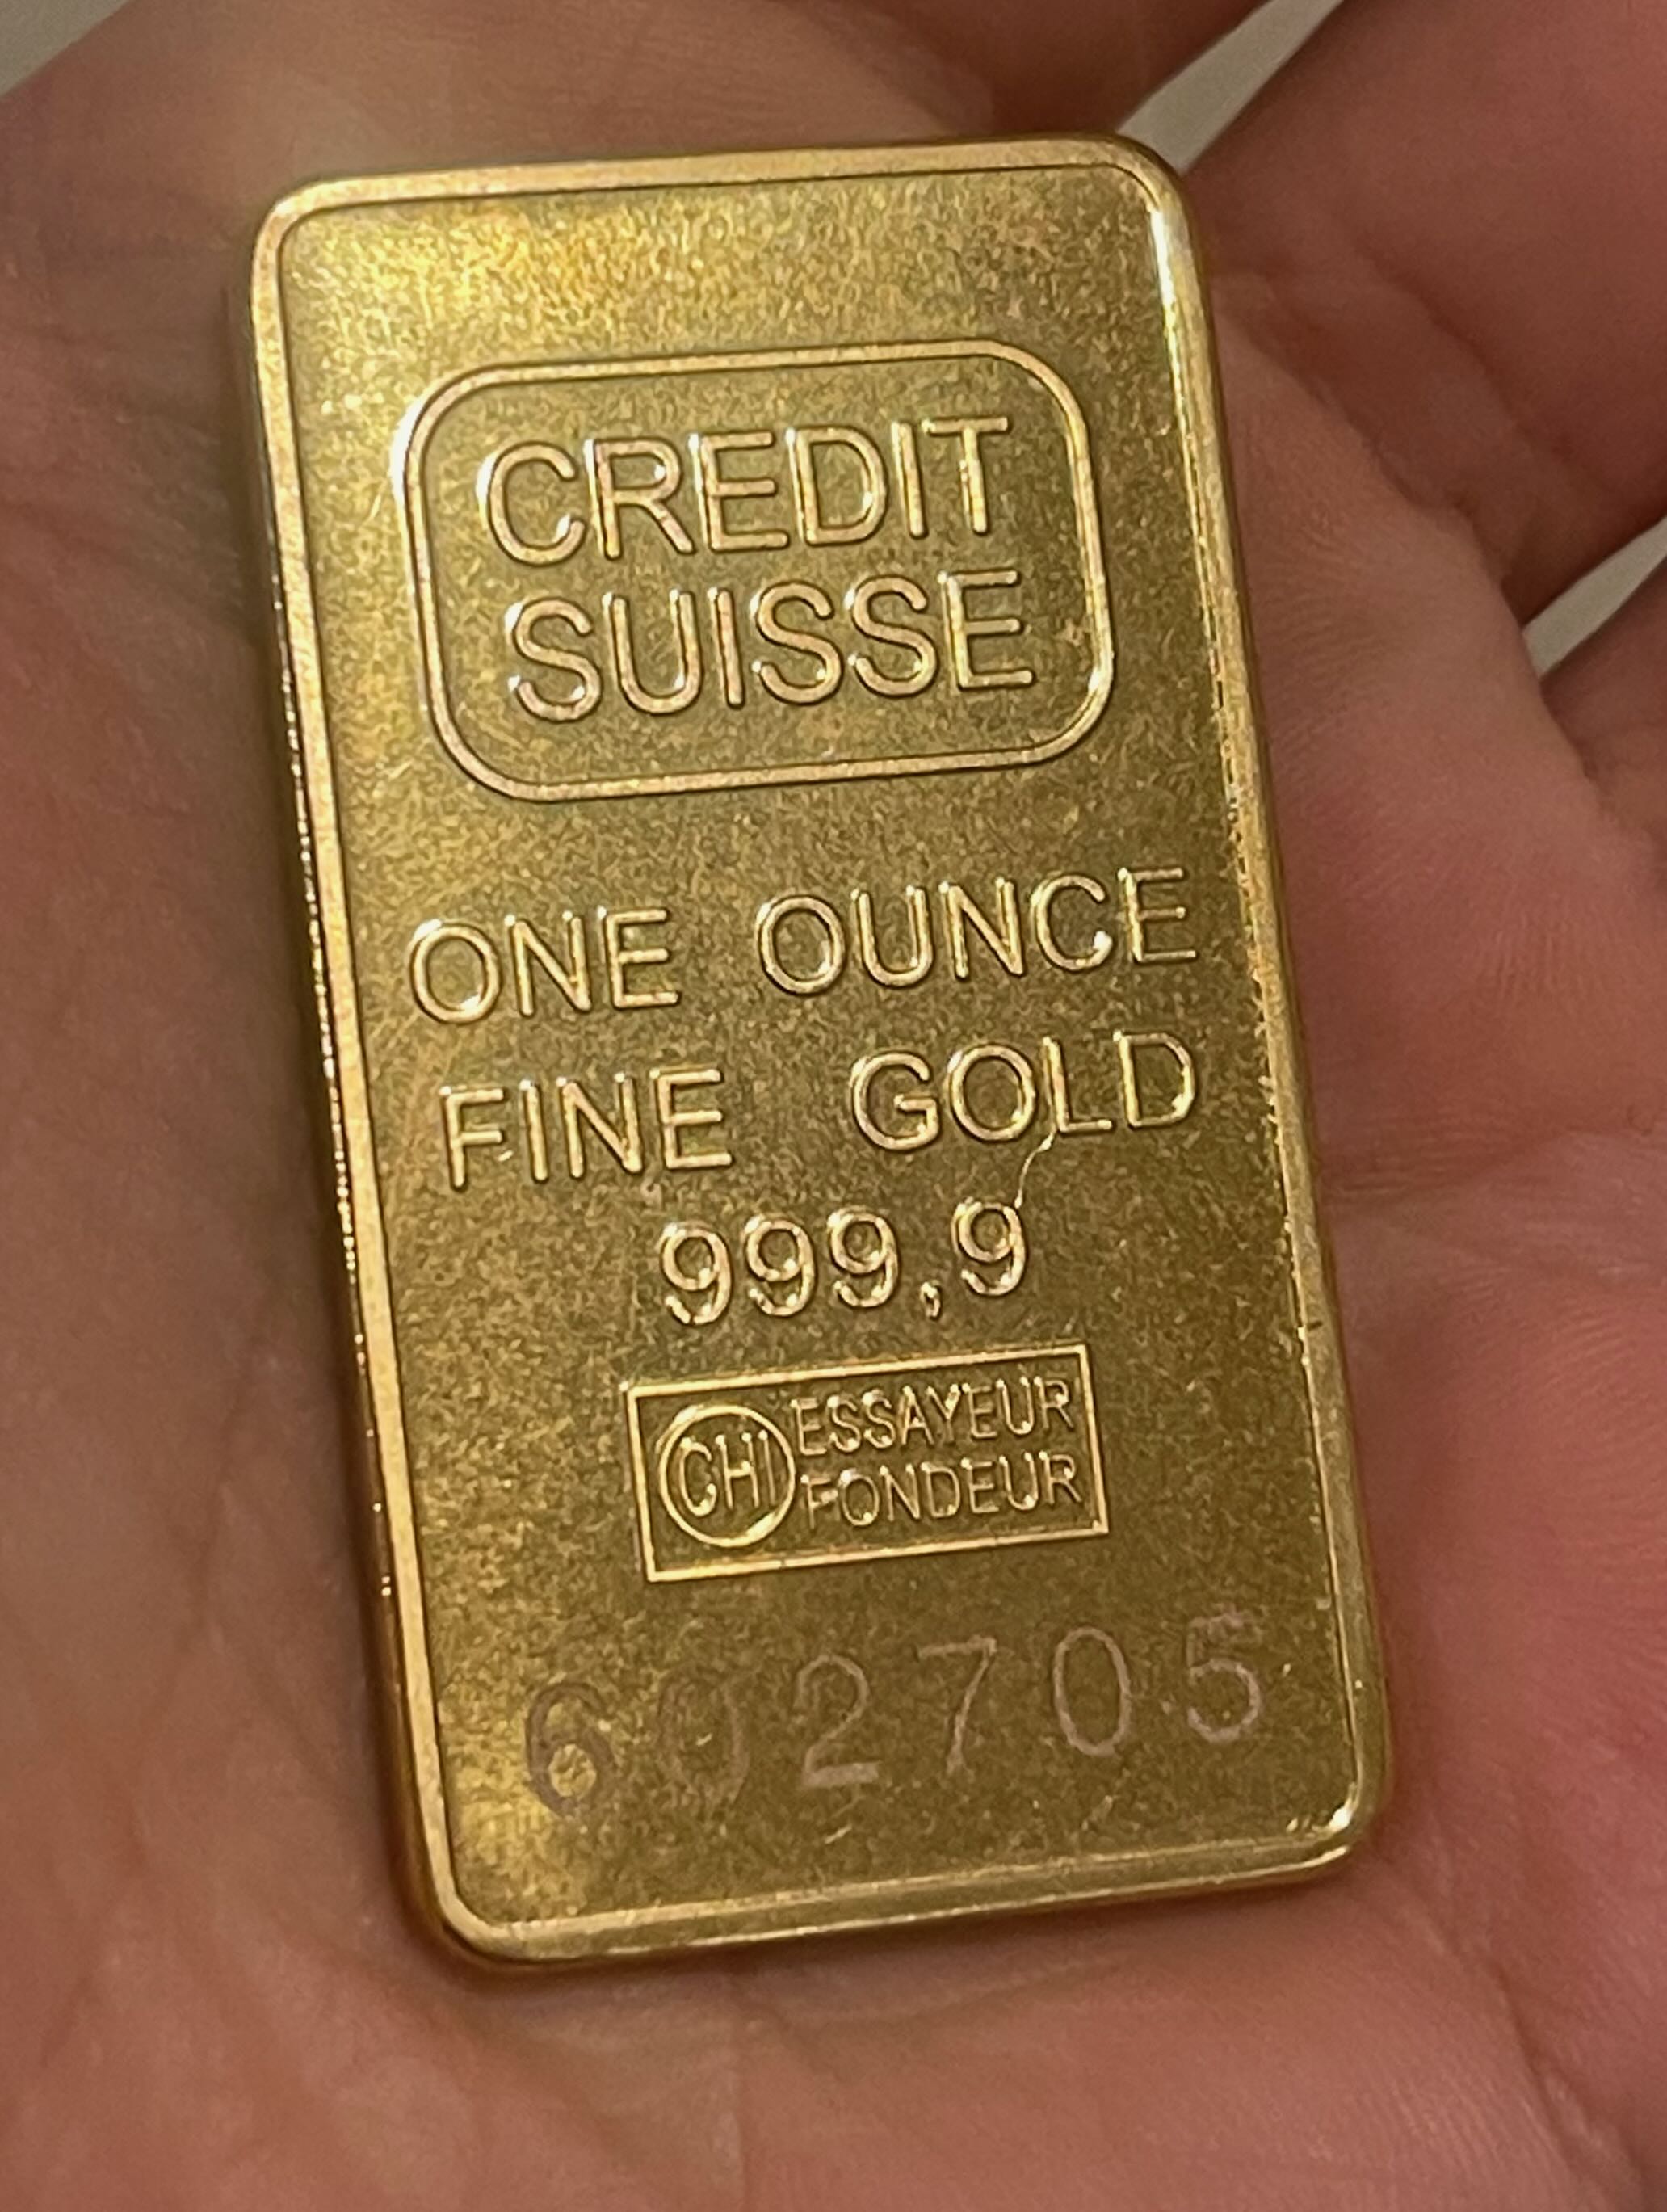 CREDIT
SUISSE
ONE OUNCE
FINE GOLD
999,9
CHI ESSAYEUR
FONDEUR
602705